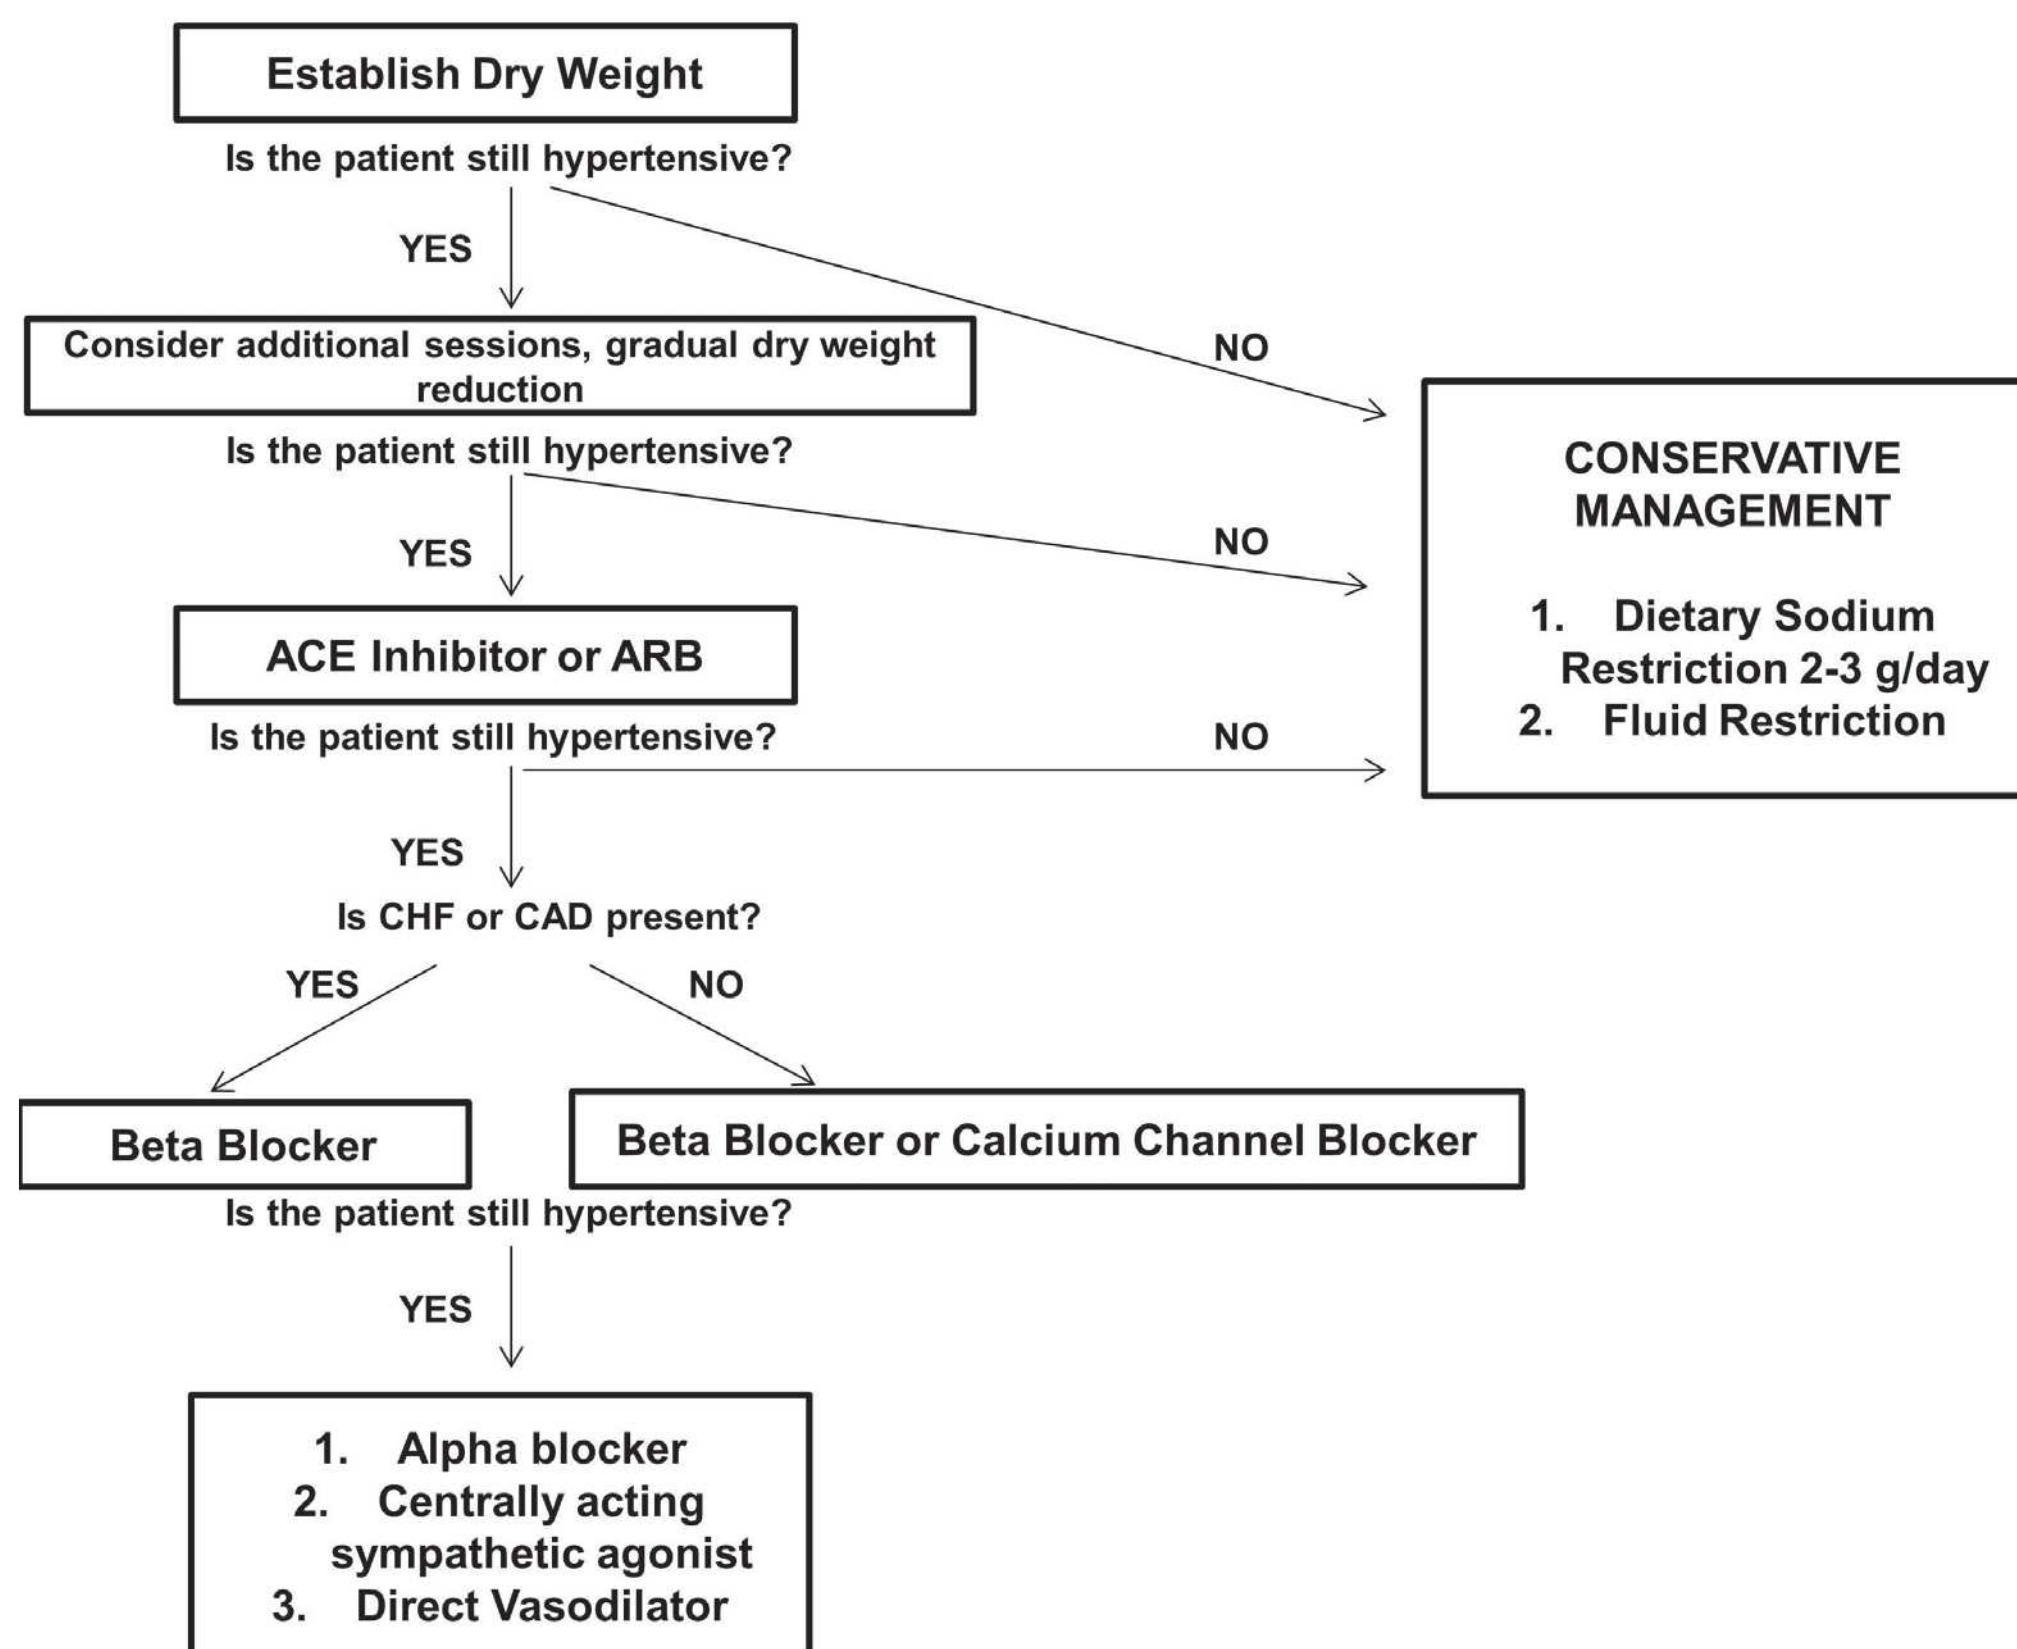 Establish Dry Weight
Is the patient still hypertensive?
YES
NO
Consider additional sessions, gradual dry weight
reduction
Is the patient still hypertensive?
YES
NO
CONSERVATIVE
MANAGEMENT
1. Dietary Sodium
Restriction 2-3 g/day
2. Fluid Restriction
ACE Inhibitor or ARB
Is the patient still hypertensive?
NO
YES
Is CHF or CAD present?
YES
NO
Beta Blocker
Beta Blocker or Calcium Channel Blocker
Is the patient still hypertensive?
YES
1. Alpha blocker
2. Centrally acting
sympathetic agonist
3. Direct Vasodilator